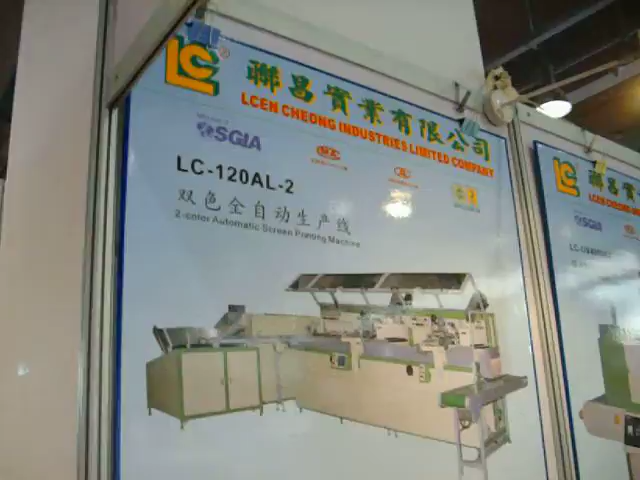 LC®
聯昌實業有限公司
LCEN CHEONG INDUSTRIES LIMITED COMPANY
SGIA
LC-120AL-2
双色全自动生产线
2-color Automatic Screen Printing Machine
LC
聯昌實
LCEN CHEONG
SGIA